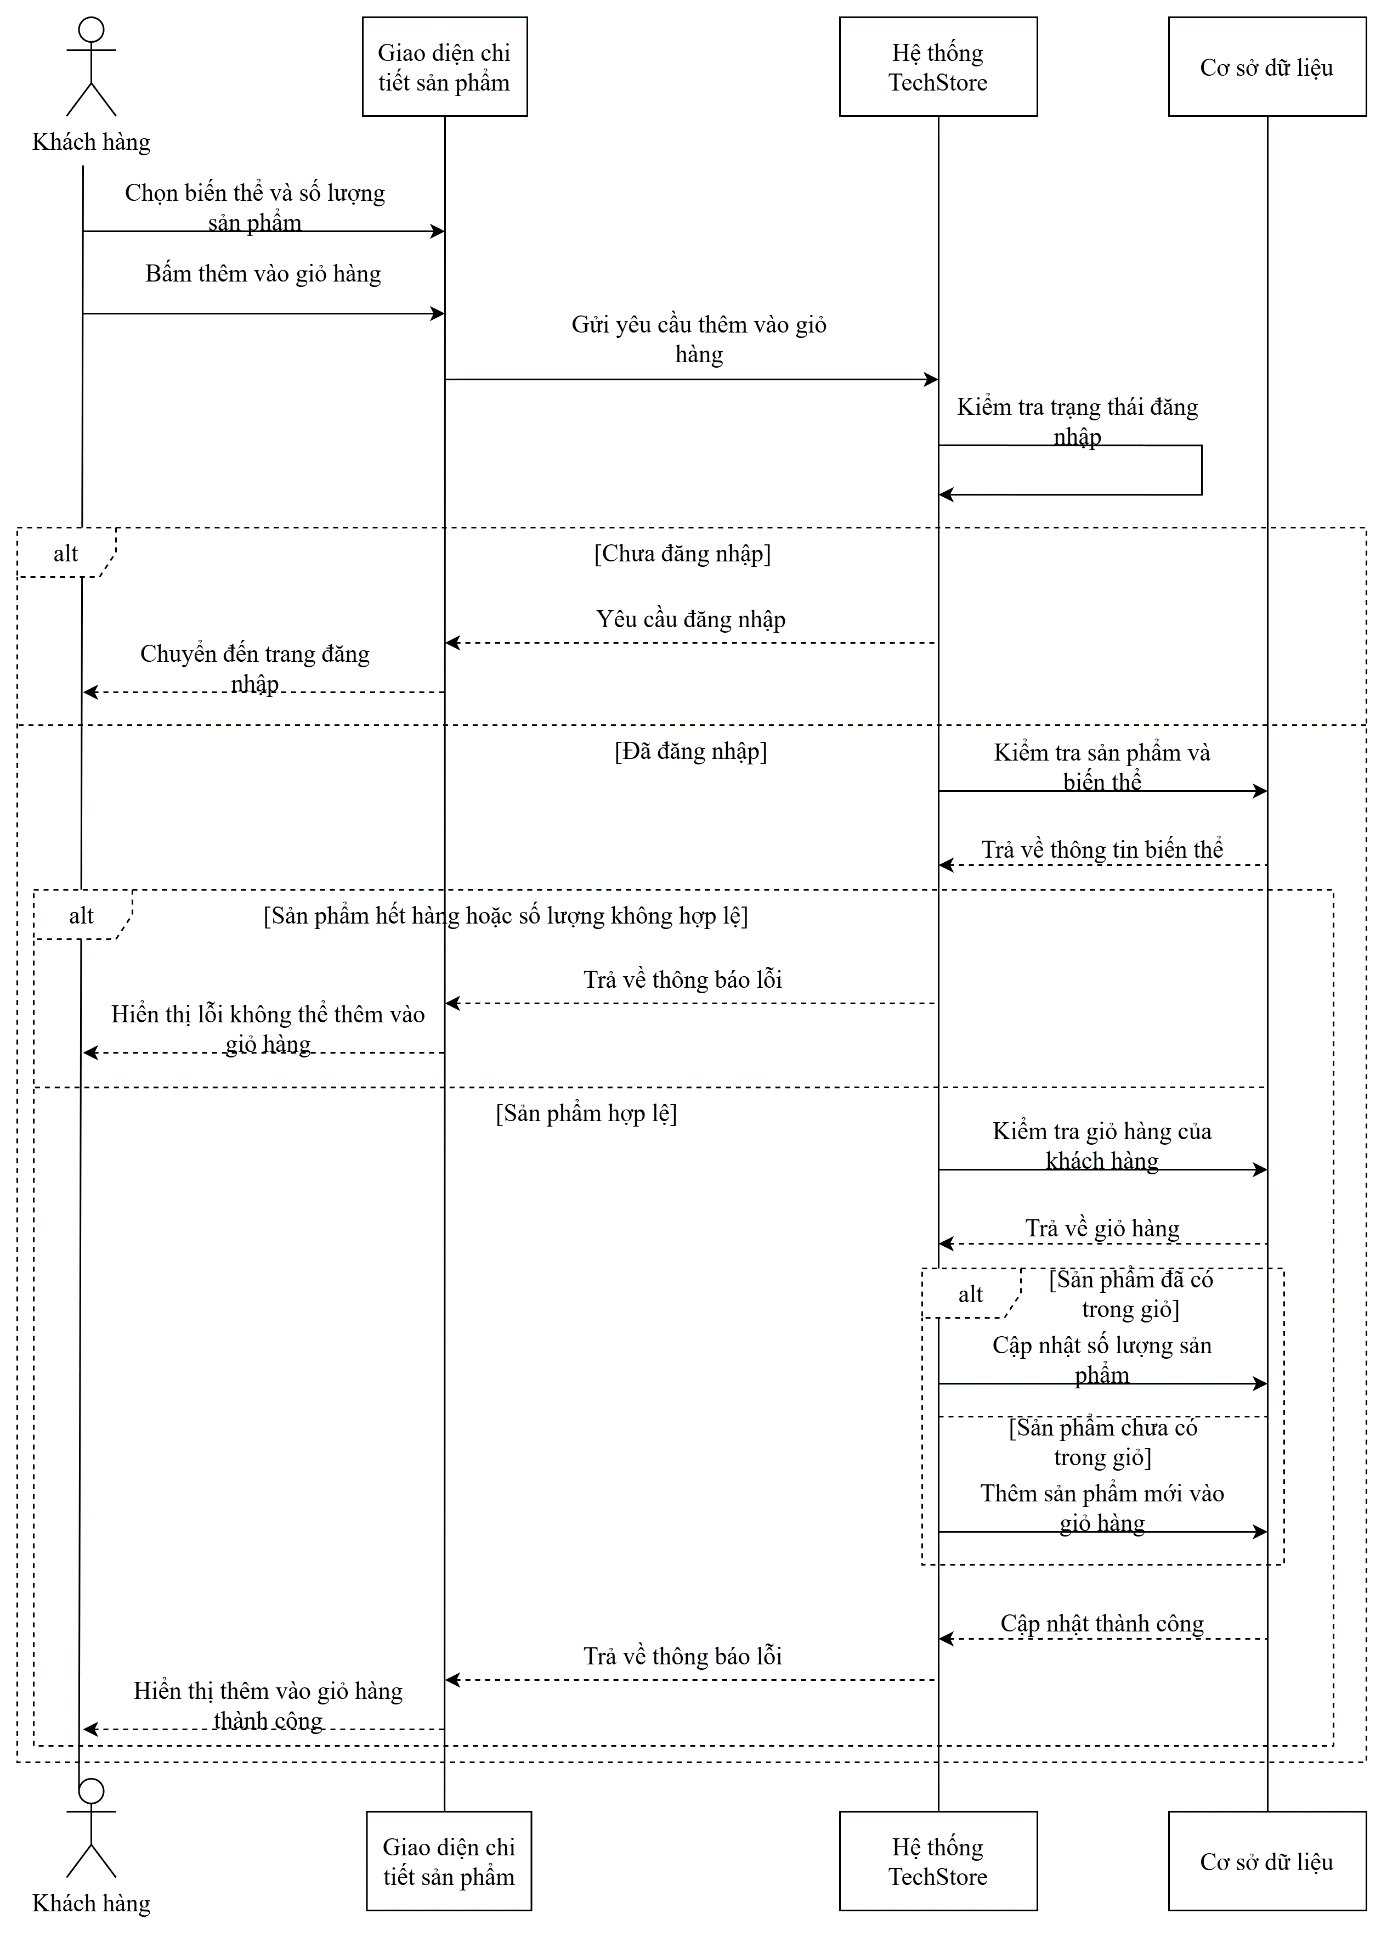 Khách hàng
Giao diện chi
tiết sản phẩm
Hệ thống
TechStore
Cơ sở dữ liệu
Chọn biến thể và số lượng
sản phẩm
Bấm thêm vào giỏ hàng
Gửi yêu cầu thêm vào giỏ
hàng
Kiểm tra trạng thái đăng
nhập
alt
[Chưa đăng nhập]
Yêu cầu đăng nhập
Chuyển đến trang đăng
nhập
[Đã đăng nhập]
Kiểm tra sản phẩm và
biến thể
Trả về thông tin biến thể
alt
[Sản phẩm hết hàng hoặc số lượng không hợp lệ]
Trả về thông báo lỗi
Hiển thị lỗi không thể thêm vào
giỏ hàng
[Sản phẩm hợp lệ]
Kiểm tra giỏ hàng của
khách hàng
Trả về giỏ hàng
alt
[Sản phẩm đã có
trong giỏ]
Cập nhật số lượng sản
phẩm
[Sản phẩm chưa có
trong giỏ]
Thêm sản phẩm mới vào
giỏ hàng
Cập nhật thành công
Trả về thông báo lỗi
Hiển thị thêm vào giỏ hàng
thành công
Khách hàng
Giao diện chi
tiết sản phẩm
Hệ thống
TechStore
Cơ sở dữ liệu